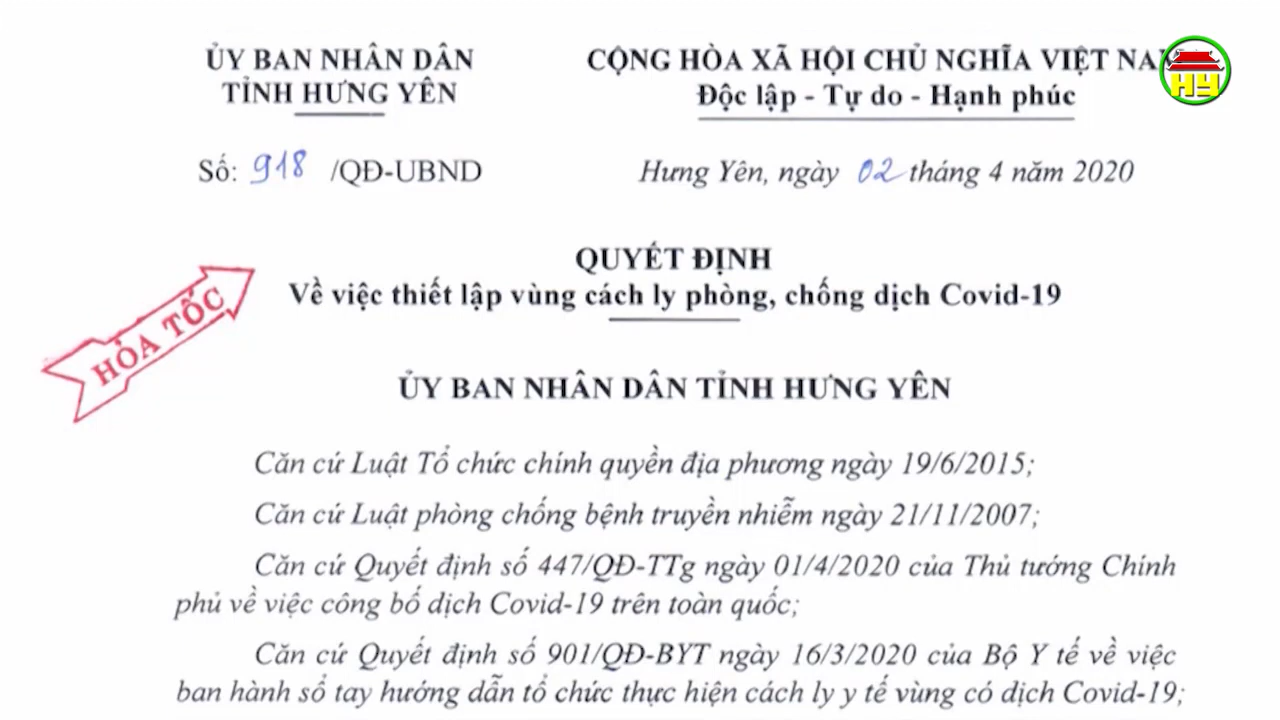 ỦY BAN NHÂN DÂN
TỈNH HƯNG YÊN
CỘNG HÒA XÃ HỘI CHỦ NGHĨA VIỆT NAM
Độc lập - Tự do - Hạnh phúc
HY
Số: 918 /QĐ-UBND
Hưng Yên, ngày 02 tháng 4 năm 2020
HỎA TỐC
QUYẾT ĐỊNH
Về việc thiết lập vùng cách ly phòng, chống dịch Covid-19
ỦY BAN NHÂN DÂN TỈNH HƯNG YÊN
Căn cứ Luật Tổ chức chính quyền địa phương ngày 19/6/2015;
Căn cứ Luật phòng chống bệnh truyền nhiễm ngày 21/11/2007;
Căn cứ Quyết định số 447/QĐ-TTg ngày 01/4/2020 của Thủ tướng Chính
phủ về việc công bố dịch Covid-19 trên toàn quốc;
Căn cứ Quyết định số 901/QĐ-BYT ngày 16/3/2020 của Bộ Y tế về việc
ban hành sổ tay hướng dẫn tổ chức thực hiện cách ly y tế vùng có dịch Covid-19;